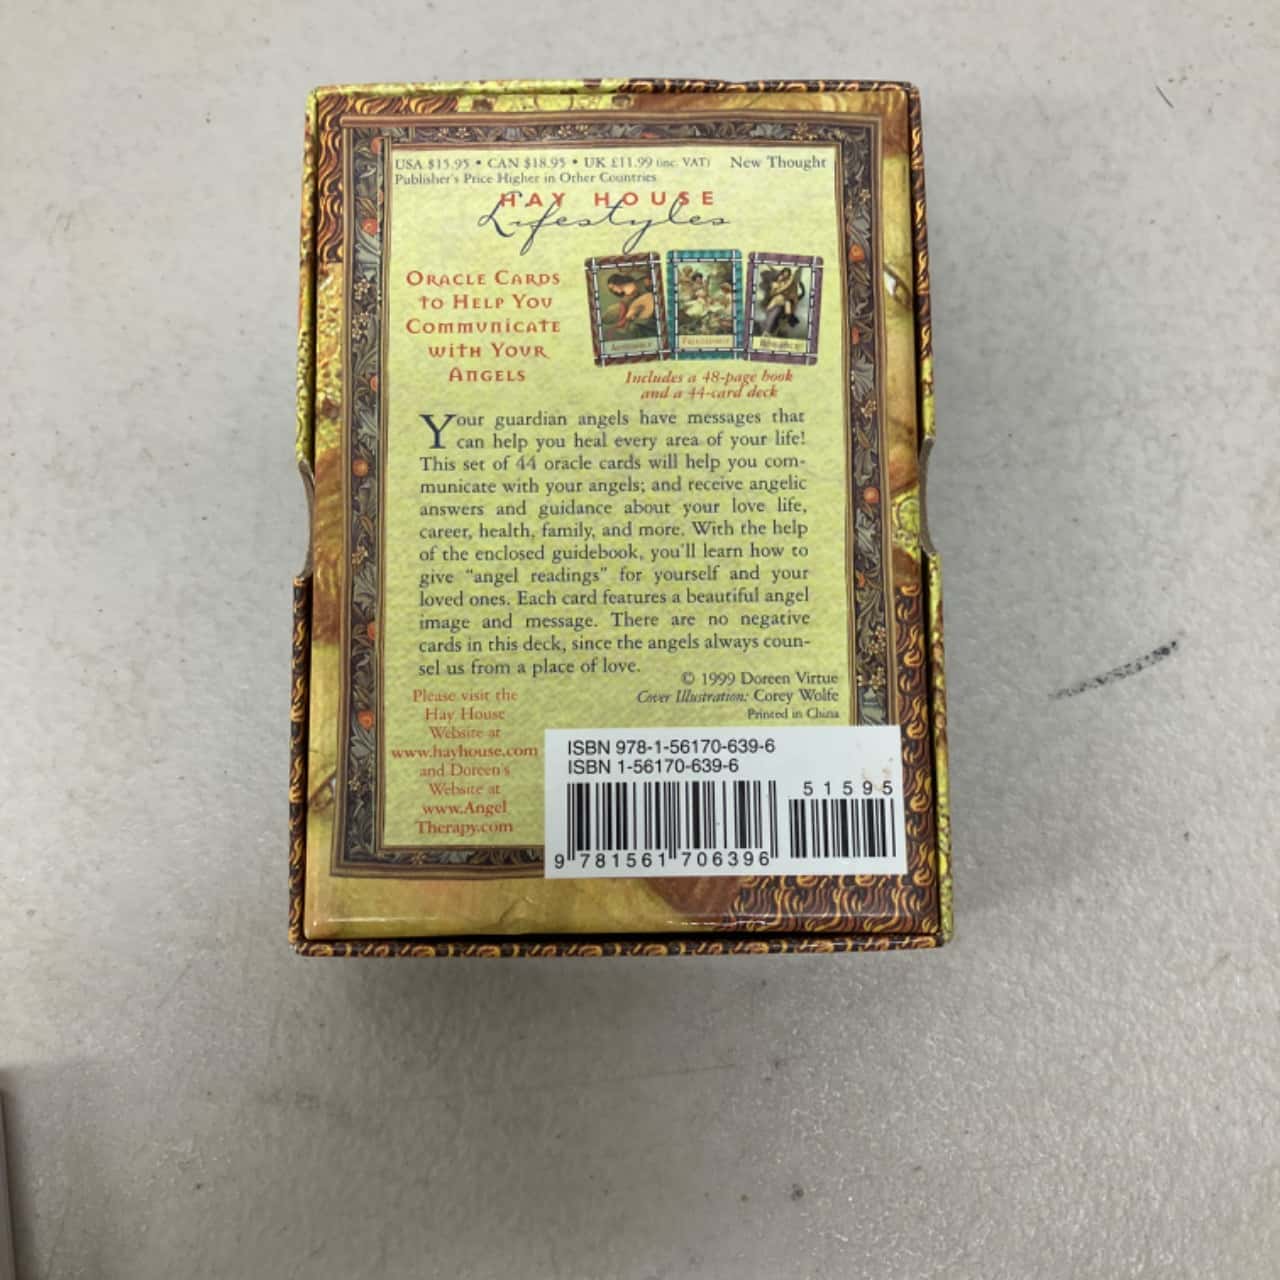 USA $15.95 • CAN $18.95 • UK £11.99 (inc. VAT) New Thought
Publisher's Price Higher in Other Countries
HAY HOUSE
Lifestyles
Oracle Cards
to Help You
Communicate
with Your
Angels
Includes a 48-page book
and a 44-card deck
Your guardian angels have messages that
can help you heal every area of your life!
This set of 44 oracle cards will help you com-
municate with your angels; and receive angelic
answers and guidance about your love life,
career, health, family, and more. With the help
of the enclosed guidebook, you'll learn how to
give "angel readings" for yourself and your
loved ones. Each card features a beautiful angel
image and message. There are no negative
cards in this deck, since the angels always coun-
sel us from a place of love.
© 1999 Doreen Virtue
Cover Illustration: Corey Wolfe
Printed in China
Please visit the
Hay House
Website at
www.hayhouse.com
and Doreen's
Website at
www.Angel
Therapy.com
ISBN 978-1-56170-639-6
ISBN 1-56170-639-6
51595
9 781561 706396